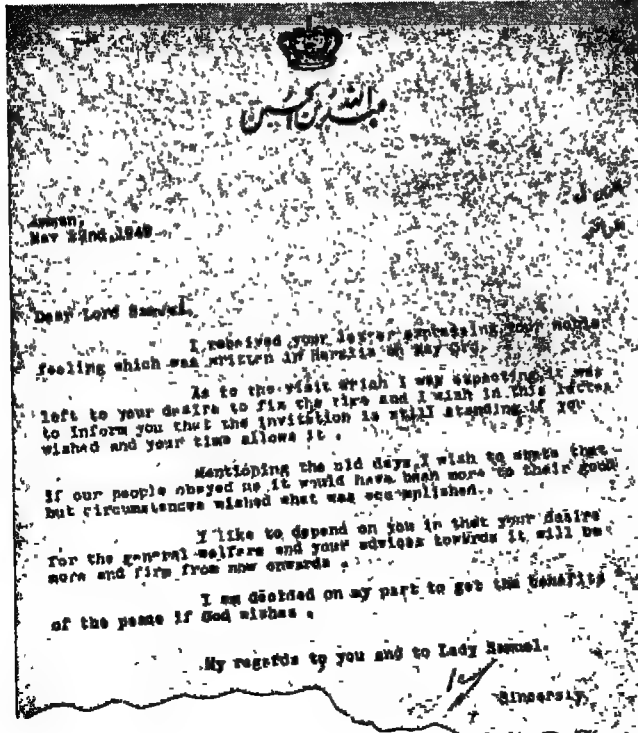 عبد الله بن الحسين
Amman,
May 22nd, 1949
Dear Lord Samuel,
I received your letter expressing your noble
feeling which was written in Herzlia on May 3rd.
As to the visit which I was expecting, it was
left to your desire to fix the time and I wish in this letter
to inform you that the invitation is still standing if you
wished and your time allows it .
Mentioning the old days, I wish to state that
if our people obeyed us it would have been more to their good
but circumstances wished what was accomplished.
I like to depend on you in that your desire
for the general welfare and your advices towards it will be
more and firm from now onwards .
I am decided on my part to get the benefits
of the peace if God wishes .
My regards to you and to Lady Samuel.
Sincerely